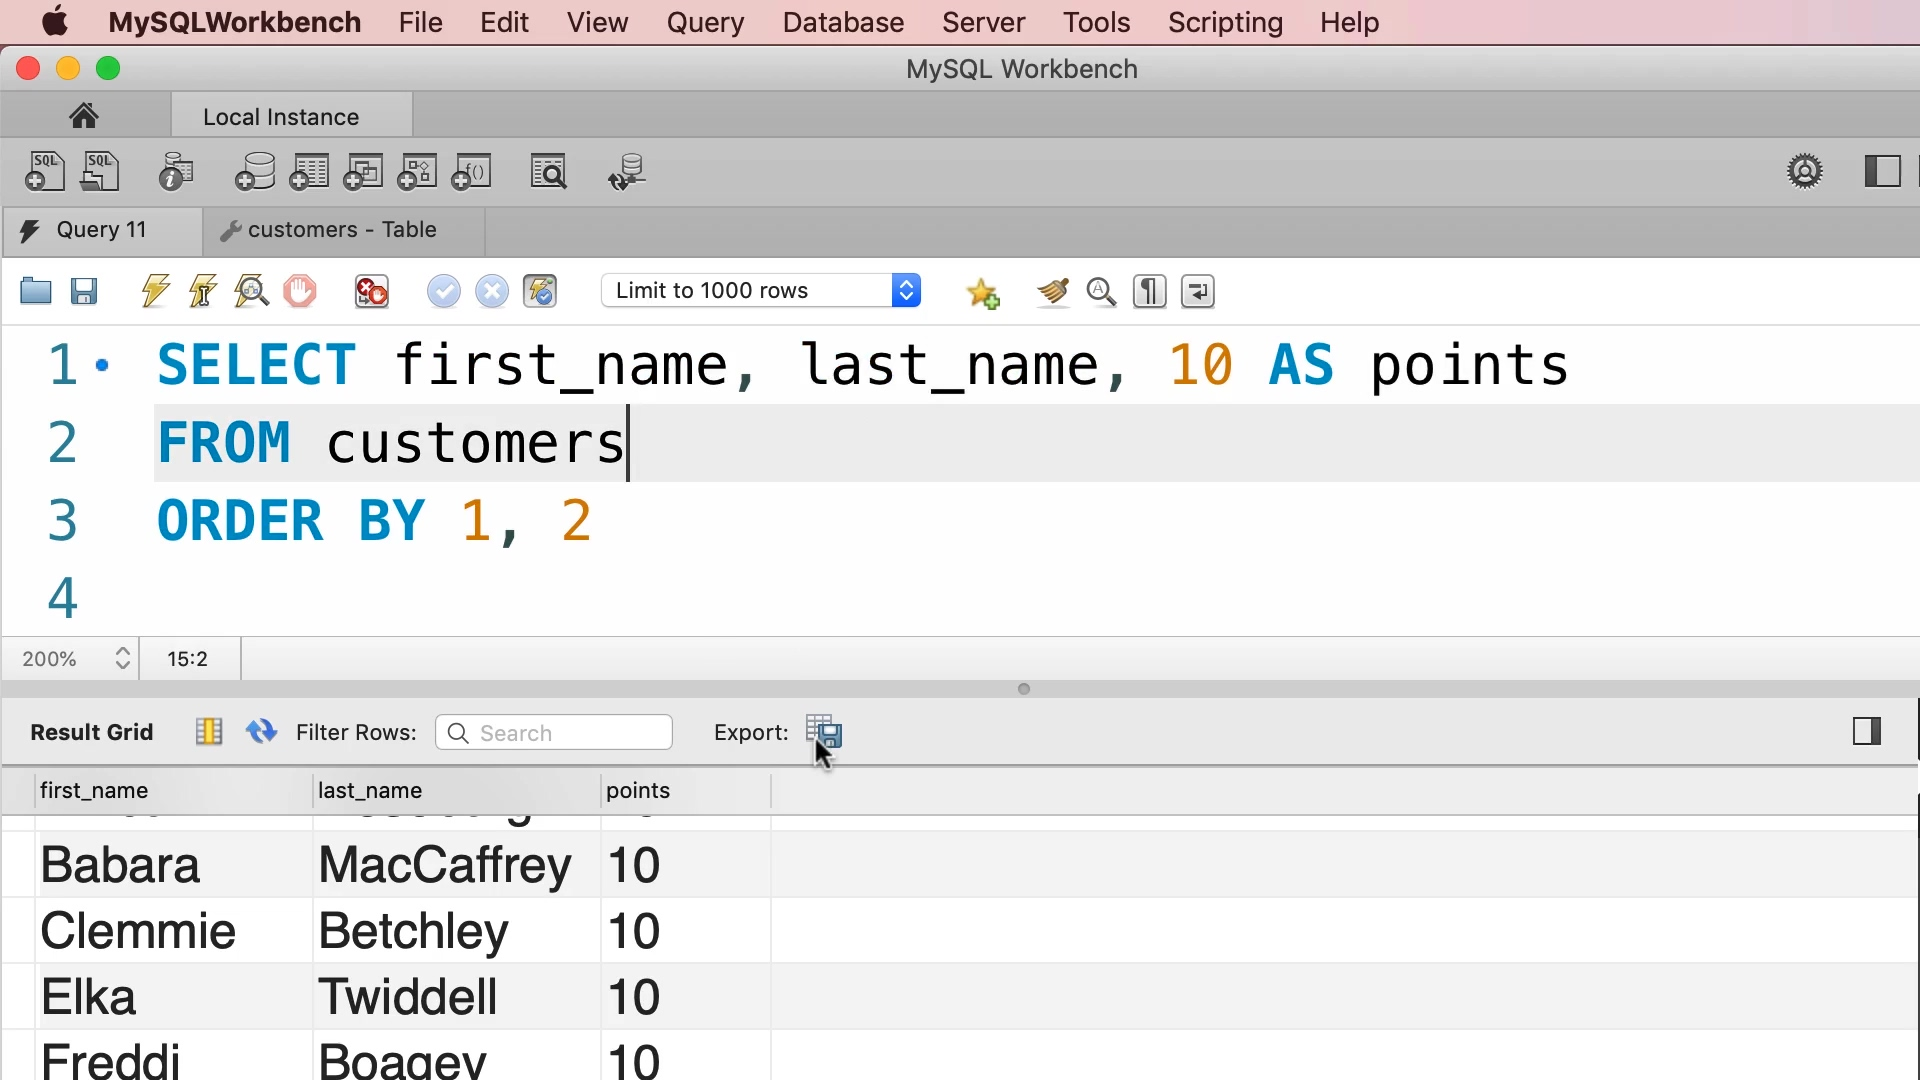 MySQLWorkbench File Edit View Query Database Server Tools Scripting Help
MySQL Workbench
Local Instance
SQL SQL
Query 11 customers - Table
Limit to 1000 rows
1 SELECT first_name, last_name, 10 AS points
2 FROM customers
3 ORDER BY 1, 2
4
200% 15:2
Result Grid Filter Rows: Search Export:
first_name last_name points
Babara MacCaffrey 10
Clemmie Betchley 10
Elka Twiddell 10
Freddi Boagey 10